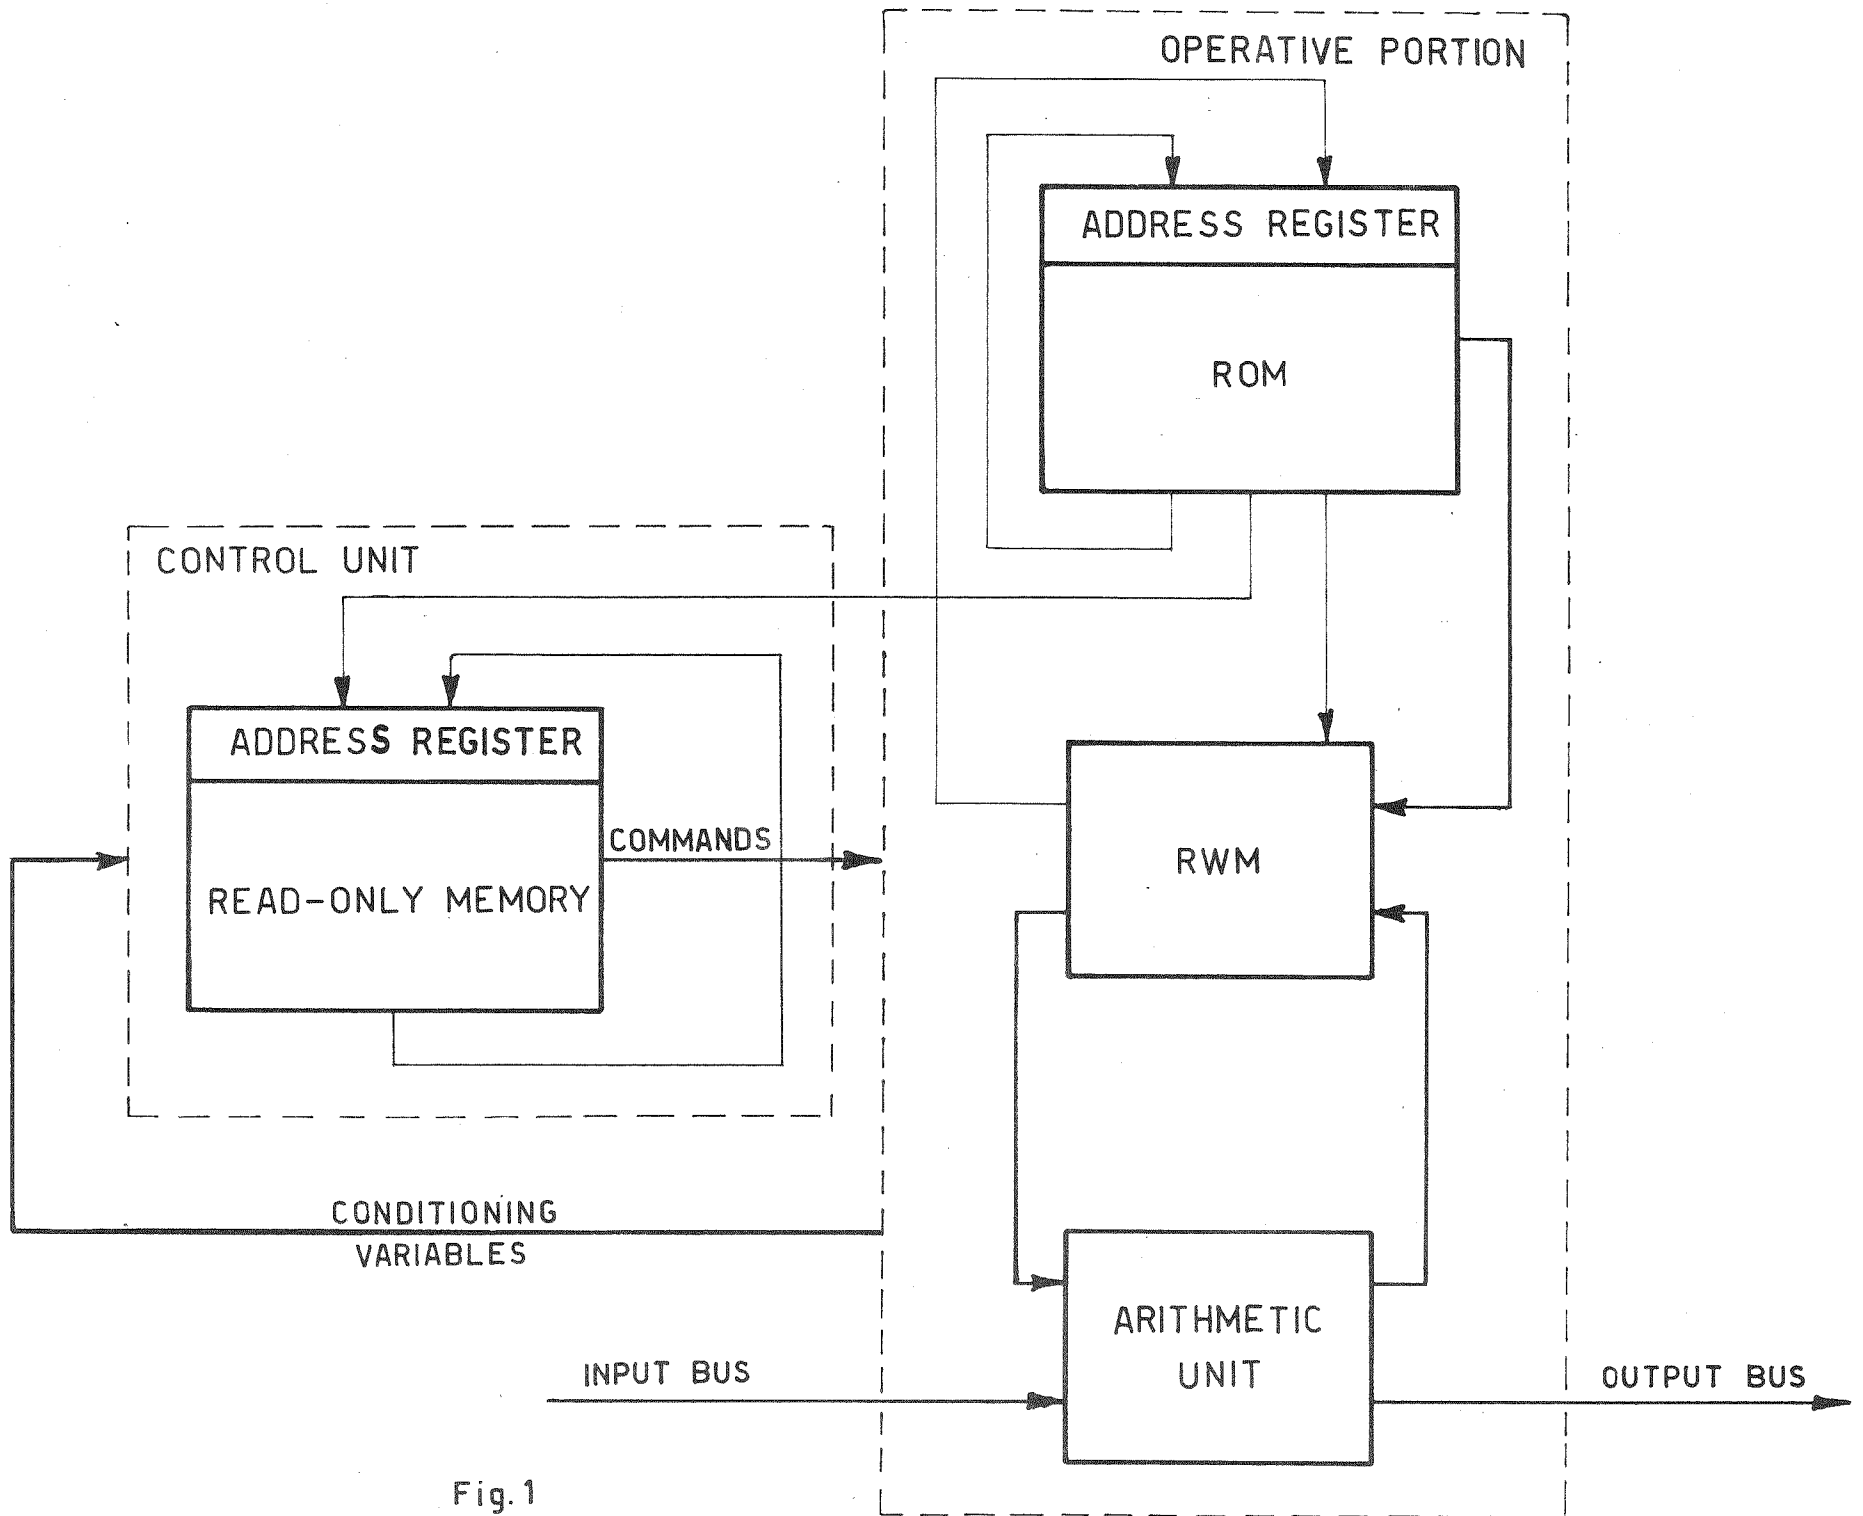 OPERATIVE PORTION
ADDRESS REGISTER
ROM
CONTROL UNIT
ADDRESS REGISTER
COMMANDS
READ-ONLY MEMORY
RWM
CONDITIONING
VARIABLES
ARITHMETIC
UNIT
INPUT BUS
OUTPUT BUS
Fig.1